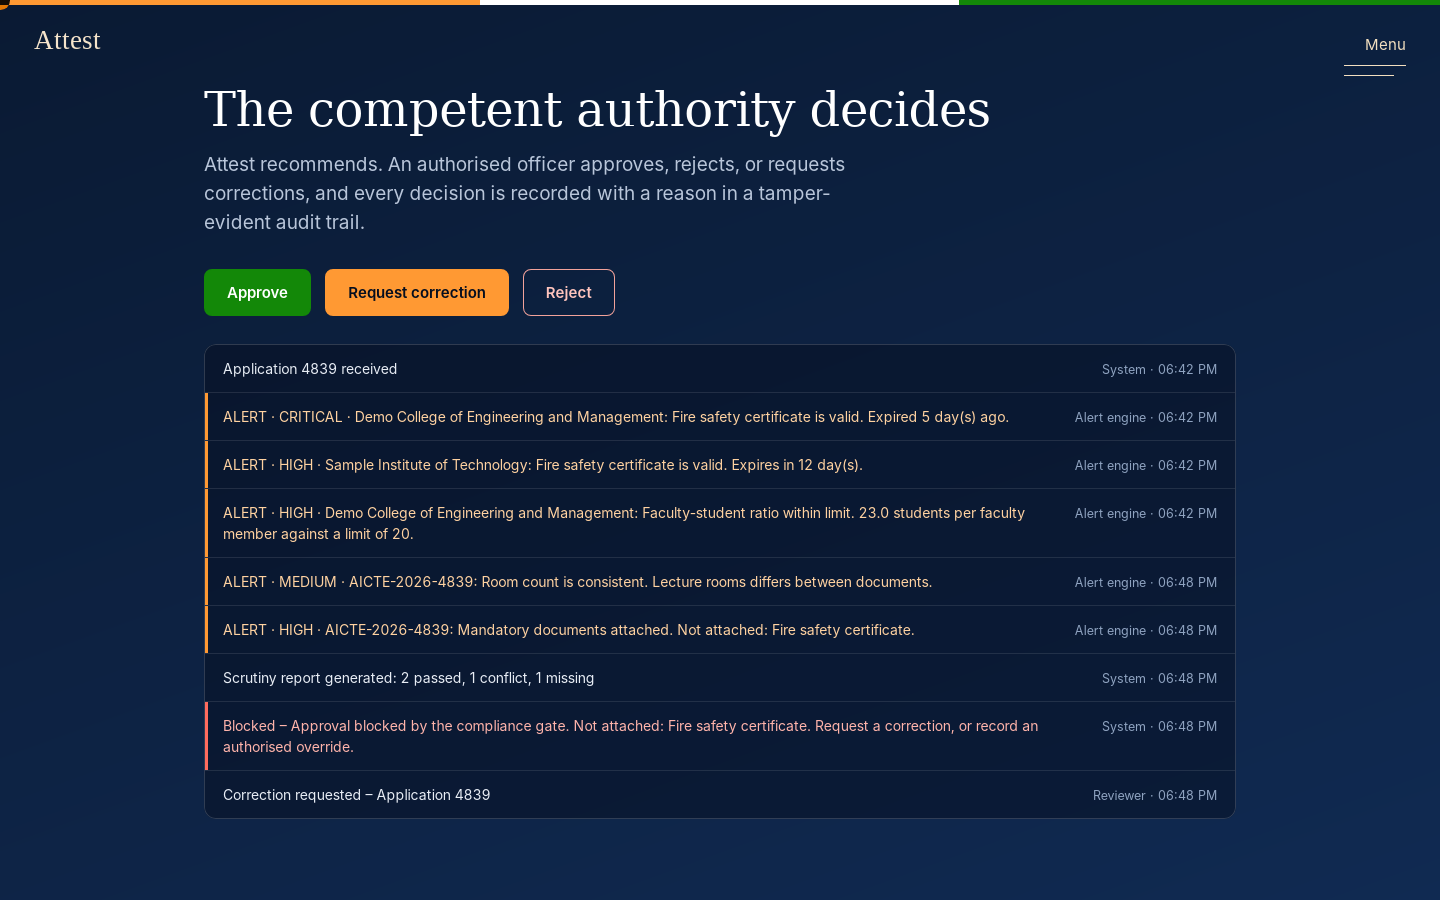 Attest
Menu
The competent authority decides
Attest recommends. An authorised officer approves, rejects, or requests
corrections, and every decision is recorded with a reason in a tamper-
evident audit trail.
Approve
Request correction
Reject
Application 4839 received
System · 06:42 PM
ALERT · CRITICAL · Demo College of Engineering and Management: Fire safety certificate is valid. Expired 5 day(s) ago.
Alert engine · 06:42 PM
ALERT · HIGH · Sample Institute of Technology: Fire safety certificate is valid. Expires in 12 day(s).
Alert engine · 06:42 PM
ALERT · HIGH · Demo College of Engineering and Management: Faculty-student ratio within limit. 23.0 students per faculty
member against a limit of 20.
Alert engine · 06:42 PM
ALERT · MEDIUM · AICTE-2026-4839: Room count is consistent. Lecture rooms differs between documents.
Alert engine · 06:48 PM
ALERT · HIGH · AICTE-2026-4839: Mandatory documents attached. Not attached: Fire safety certificate.
Alert engine · 06:48 PM
Scrutiny report generated: 2 passed, 1 conflict, 1 missing
System · 06:48 PM
Blocked – Approval blocked by the compliance gate. Not attached: Fire safety certificate. Request a correction, or record an
authorised override.
System · 06:48 PM
Correction requested – Application 4839
Reviewer · 06:48 PM